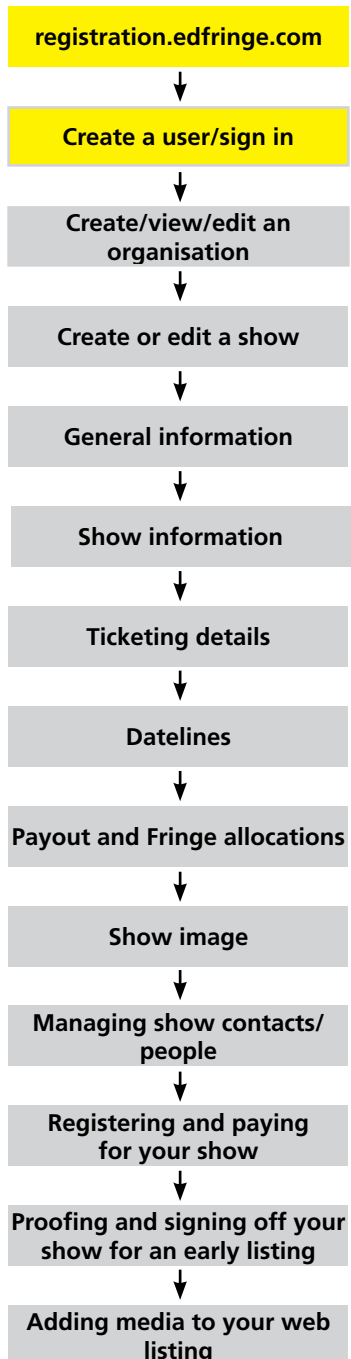 registration.edfringe.com
Create a user/sign in
Create/view/edit an
organisation
Create or edit a show
General information
Show information
Ticketing details
Datelines
Payout and Fringe allocations
Show image
Managing show contacts/
people
Registering and paying
for your show
Proofing and signing off your
show for an early listing
Adding media to your web
listing